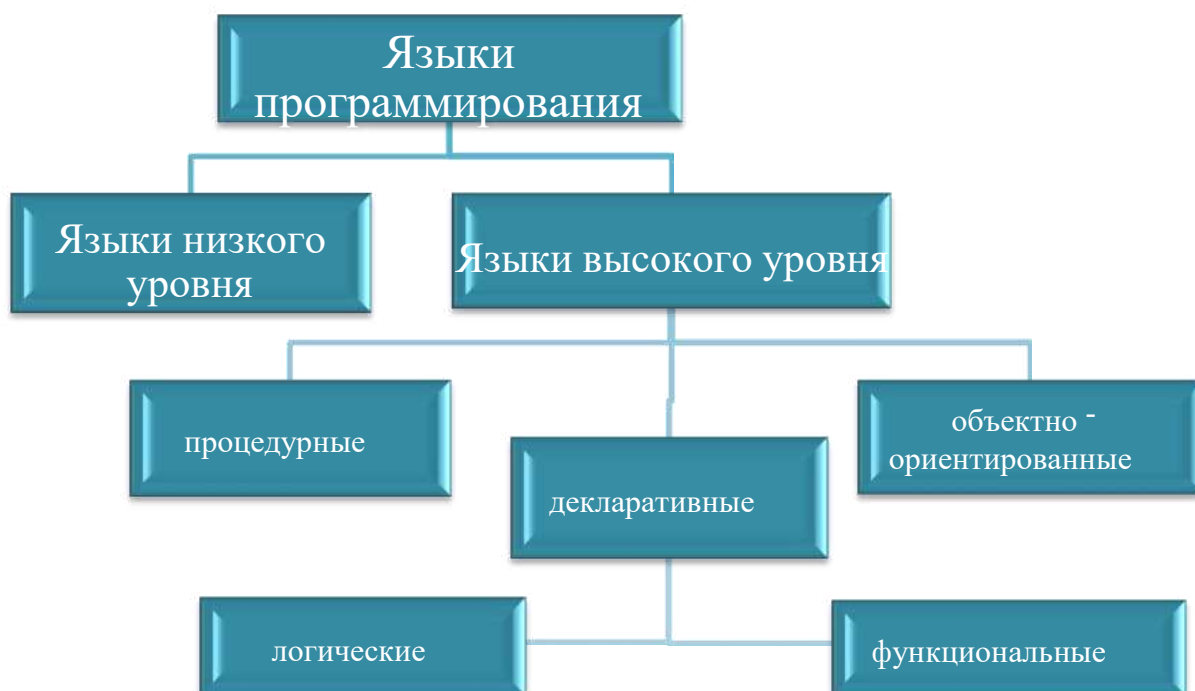 Языки
программирования
Языки низкого
уровня
Языки высокого уровня
процедурные
объектно -
ориентированные
декларативные
логические
функциональные